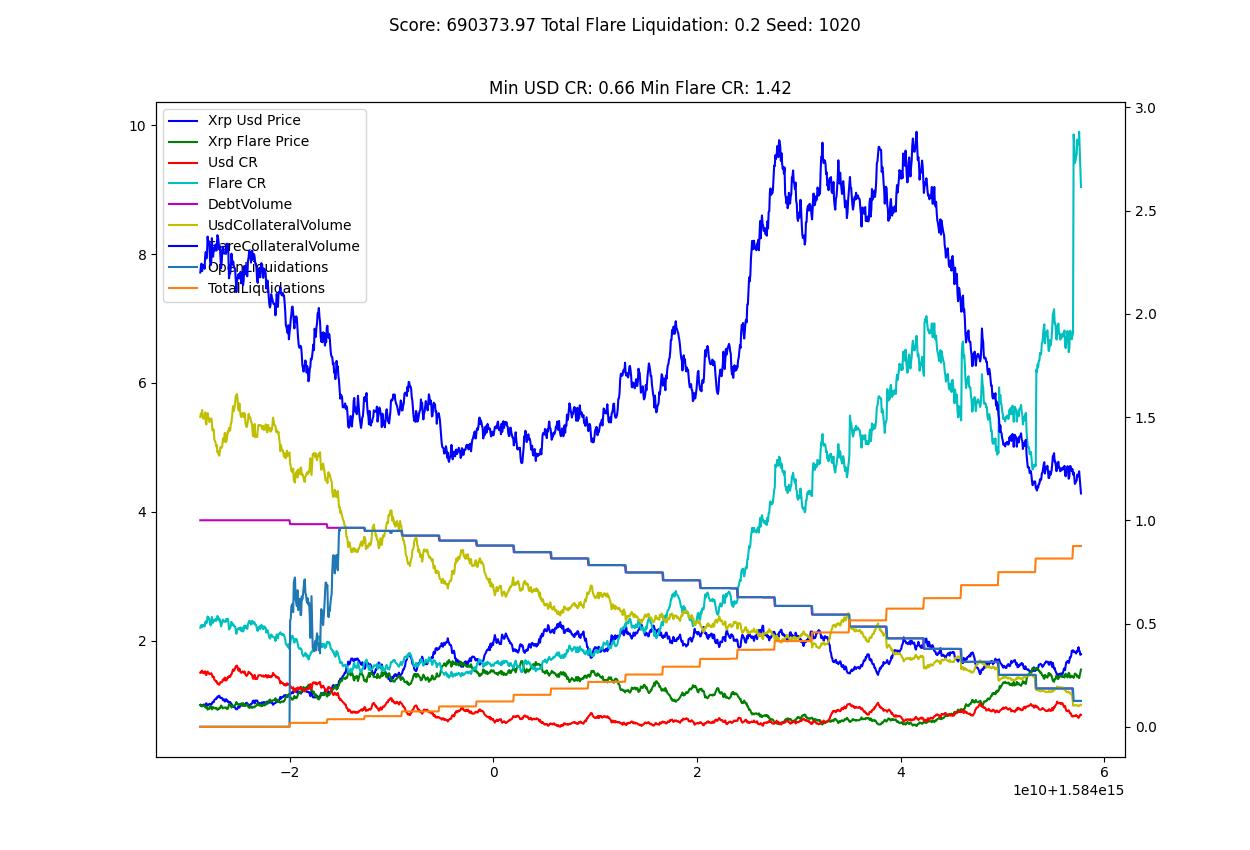 Score: 690373.97 Total Flare Liquidation: 0.2 Seed: 1020
Min USD CR: 0.66 Min Flare CR: 1.42
Xrp Usd Price
Xrp Flare Price
Usd CR
Flare CR
DebtVolume
UsdCollateralVolume
FlareCollateralVolume
OpenLiquidations
TotalLiquidations
10
8
6
4
2
3.0
2.5
2.0
1.5
1.0
0.5
0.0
−2 0 2 4 6
1e10+1.584e15